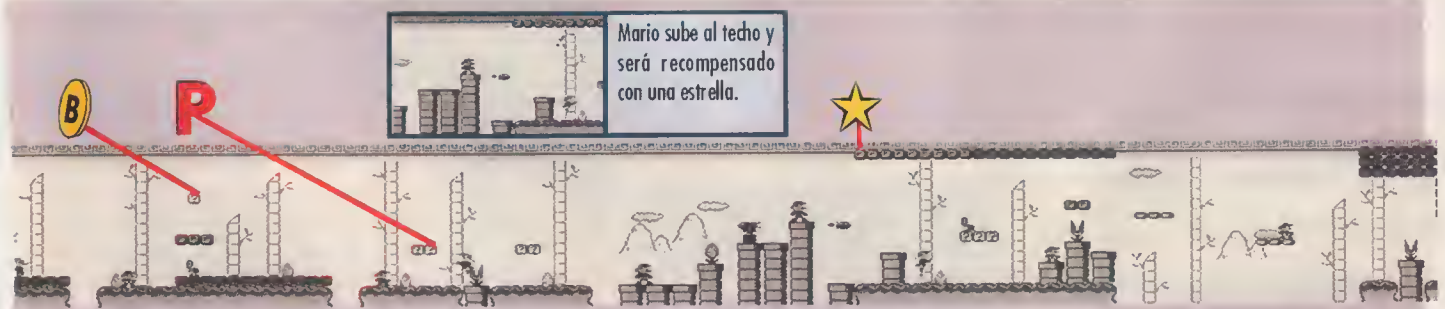 Mario sube al techo y
será recompensado
con una estrella.
B
P